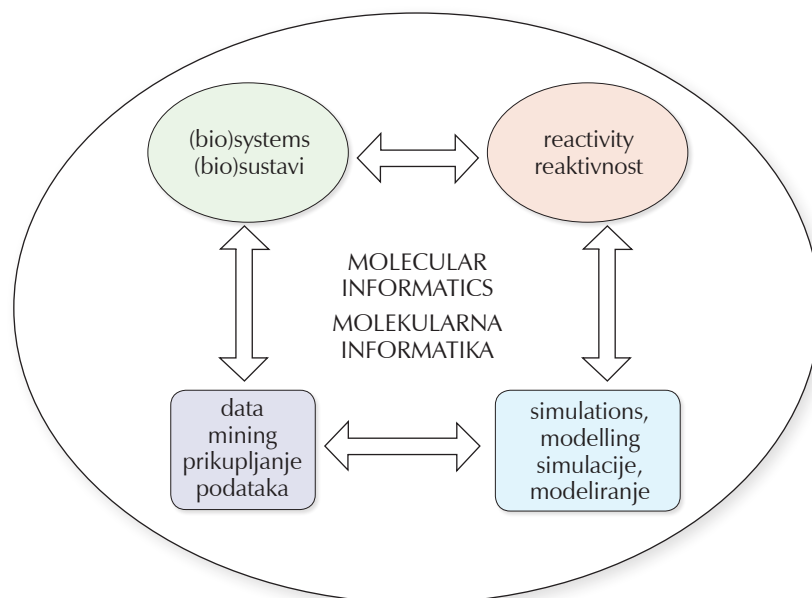 (bio)systems
(bio)sustavi
reactivity
reaktivnost
MOLECULAR
INFORMATICS
MOLEKULARNA
INFORMATIKA
data
mining
prikupljanje
podataka
simulations,
modelling
simulacije,
modeliranje